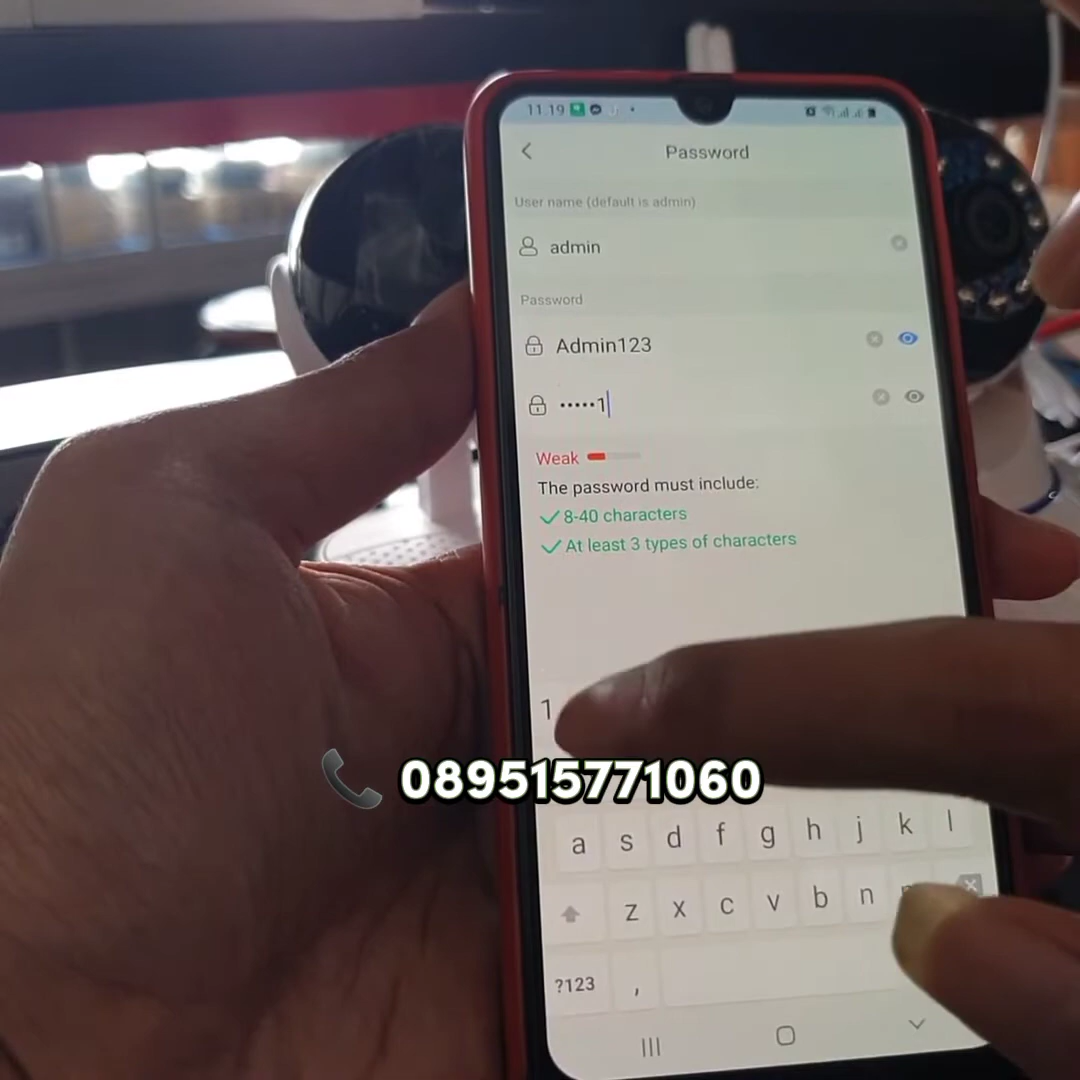 11.19
Password
User name (default is admin)
admin
Password
Admin123
•••••1
Weak
The password must include:
8-40 characters
At least 3 types of characters
1
089515771060
a s d f g h j k l
z x c v b n
?123 ,